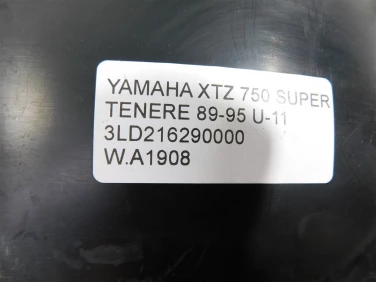 YAMAHA XTZ 750 SUPER
TENERE 89-95 U-11
3LD216290000
W.A1908